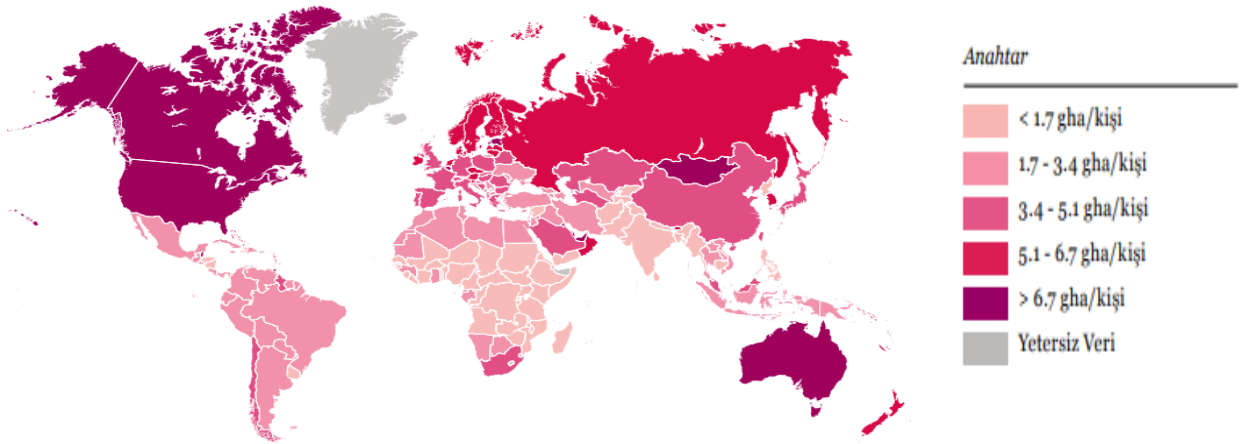 Anahtar
< 1.7 gha/kişi
1.7 - 3.4 gha/kişi
3.4 - 5.1 gha/kişi
5.1 - 6.7 gha/kişi
> 6.7 gha/kişi
Yetersiz Veri